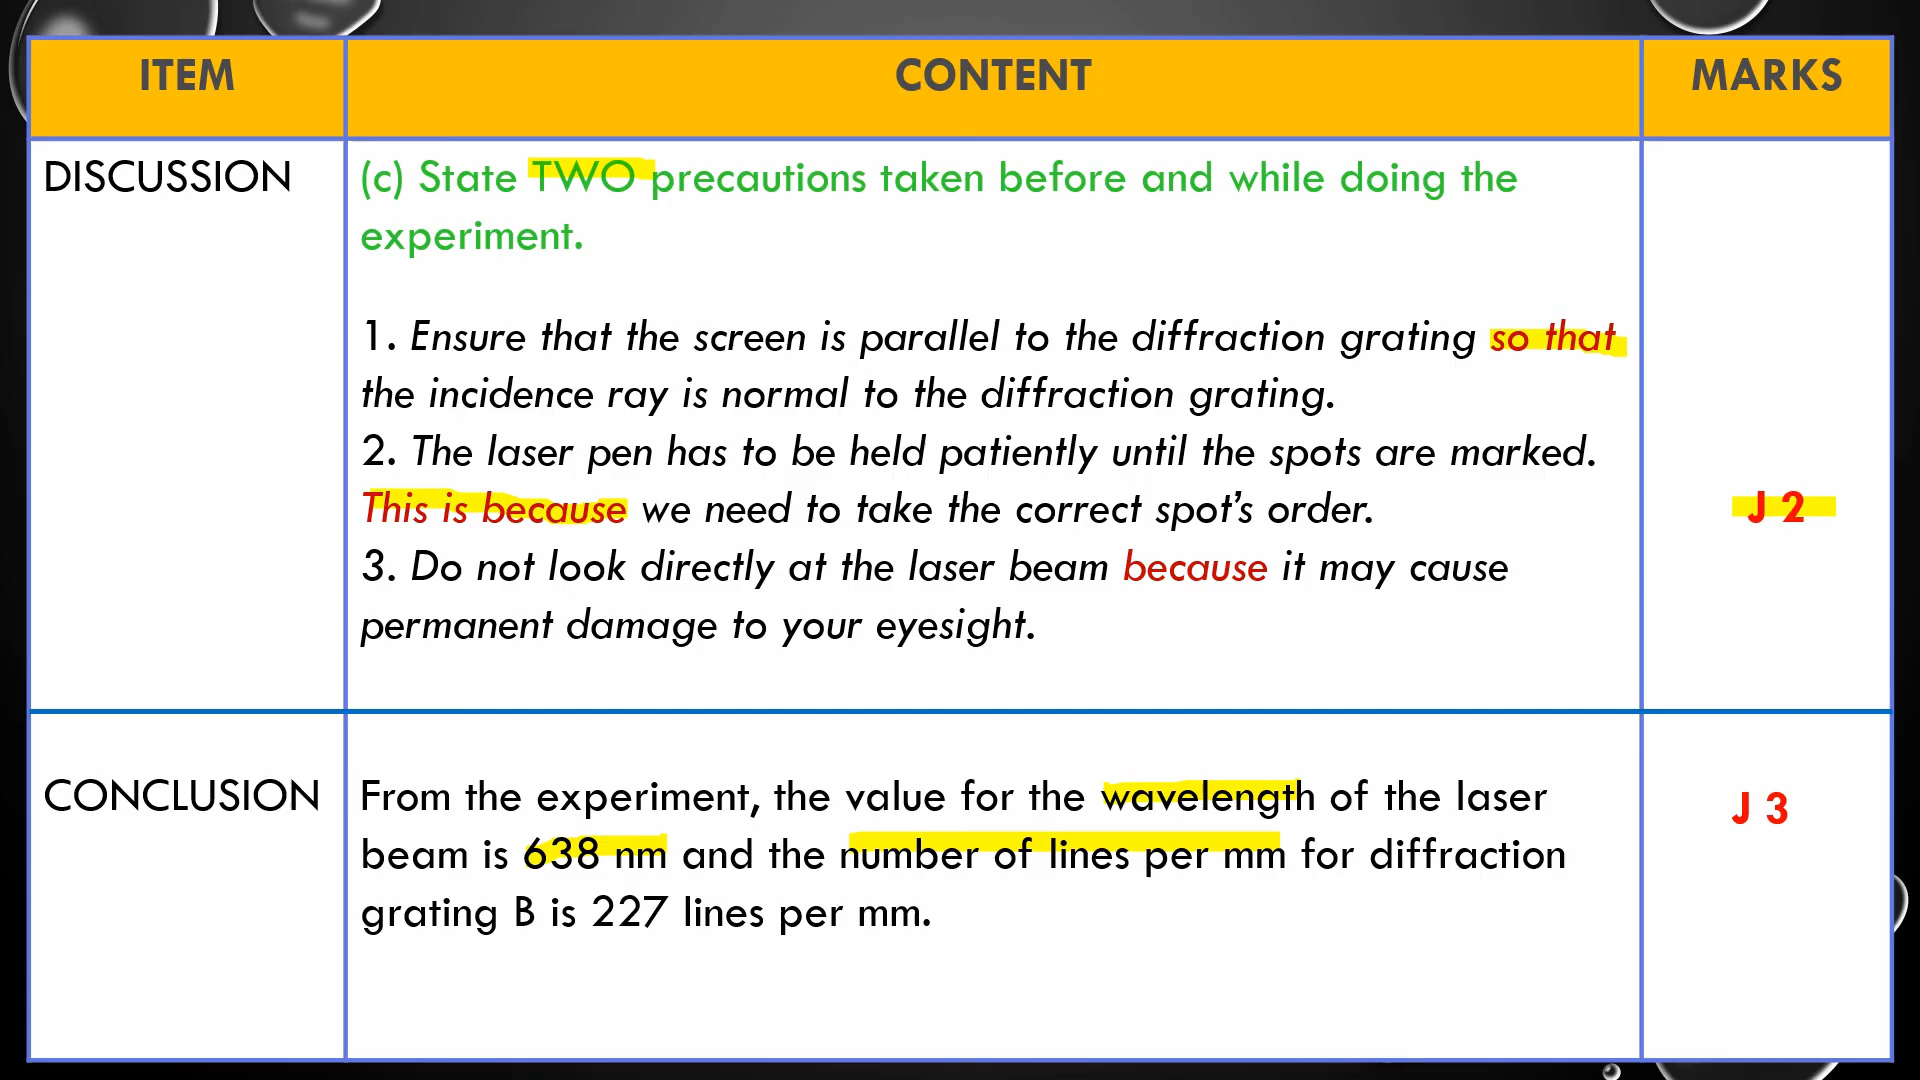 ITEM
CONTENT
MARKS
DISCUSSION
(c) State TWO precautions taken before and while doing the
experiment.
1. Ensure that the screen is parallel to the diffraction grating so that
the incidence ray is normal to the diffraction grating.
2. The laser pen has to be held patiently until the spots are marked.
This is because we need to take the correct spot’s order.
3. Do not look directly at the laser beam because it may cause
permanent damage to your eyesight.
J 2
CONCLUSION
From the experiment, the value for the wavelength of the laser
beam is 638 nm and the number of lines per mm for diffraction
grating B is 227 lines per mm.
J 3